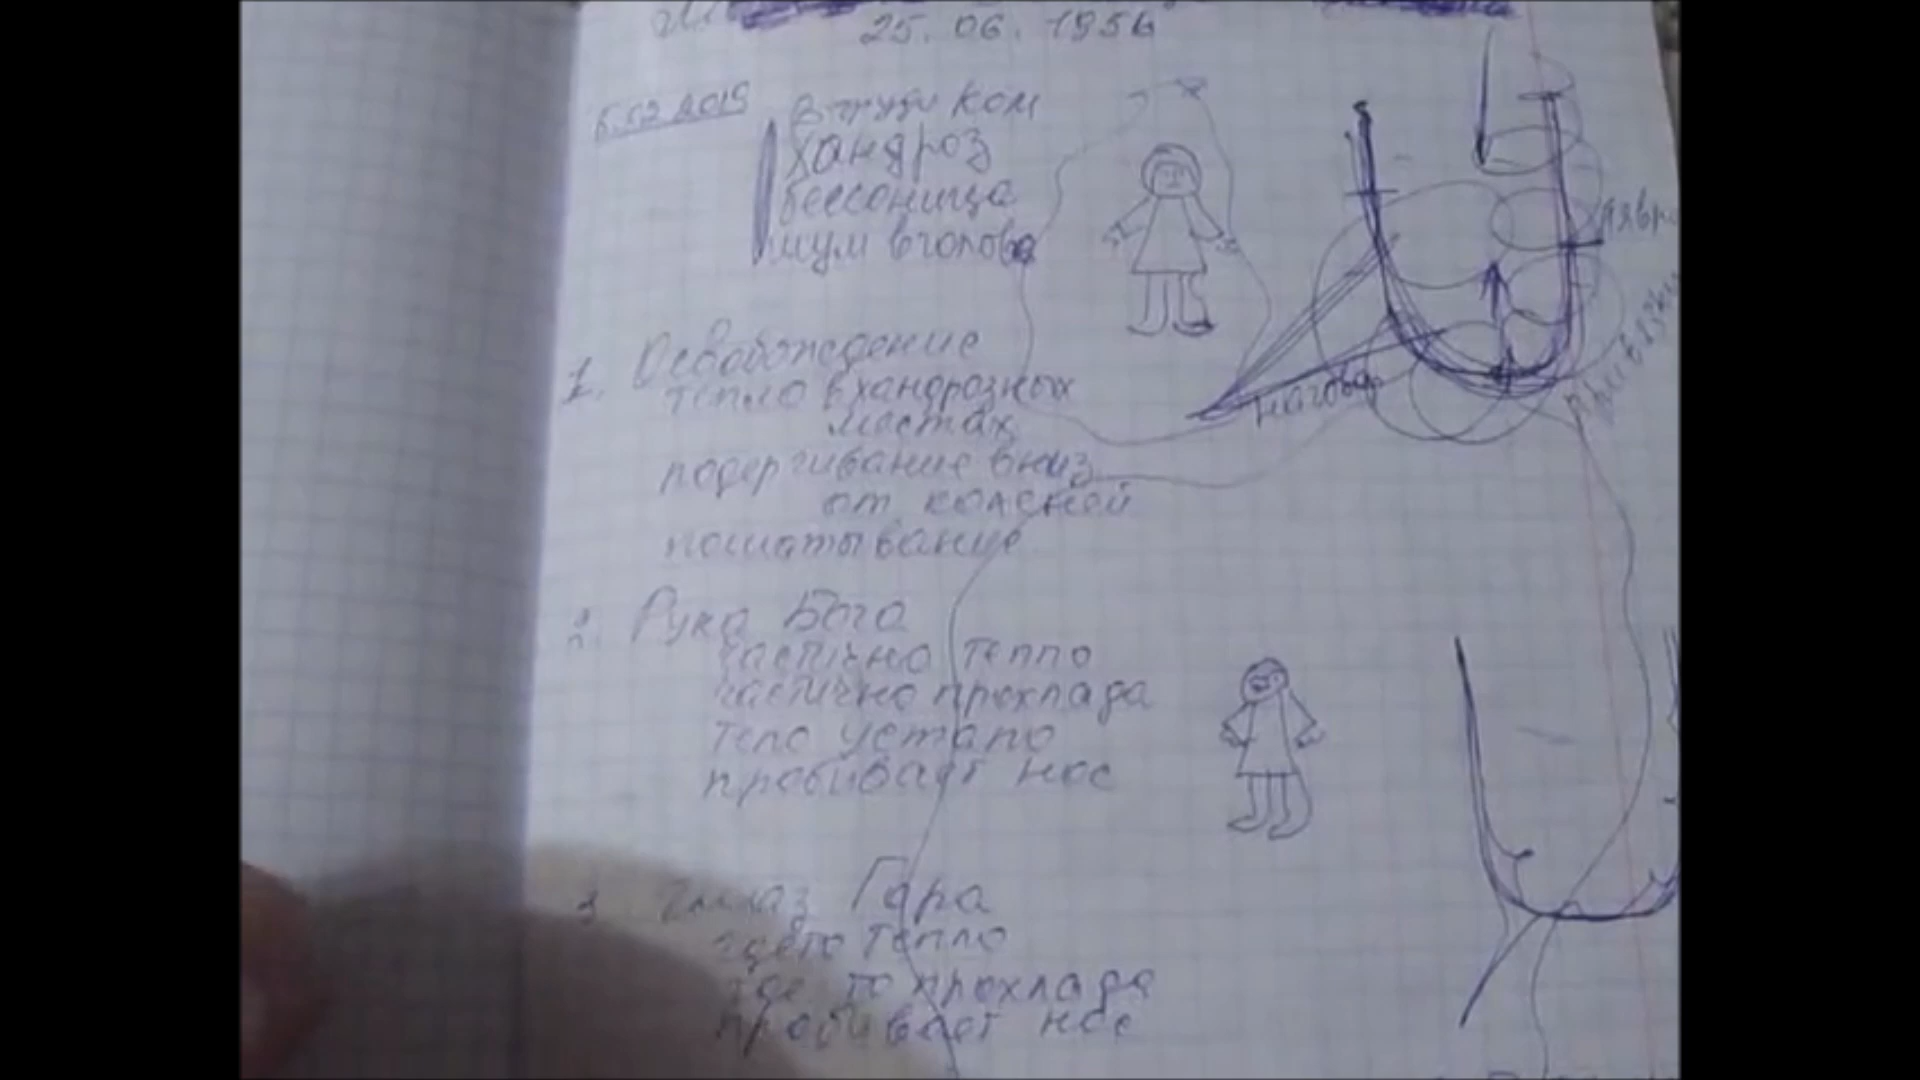 25.06.1956
в груди ком
хандроз
бессоница
шум в голове
1. Освобождение
тепло в хандрозных
местах
подергивание вниз
от коленей
пошатывание
2. Рука Бога
частично тепло
частично прохлада
тело устало
пробивает нос
3 Глаз Гора
где то тепло
где то прохлада
пробивает нос
наговор